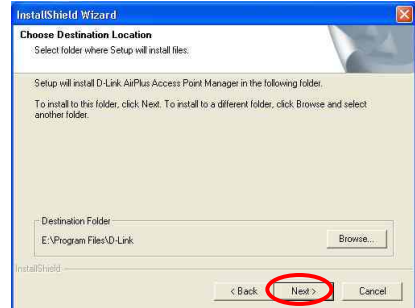 InstallShield Wizard
Choose Destination Location
Select folder where Setup will install files.
Setup will install D-Link AirPlus Access Point Manager in the following folder.
To install to this folder, click Next. To install to a different folder, click Browse and select
another folder.
Destination Folder
E:\Program Files\D-Link
Browse...
InstallShield
< Back
Next >
Cancel